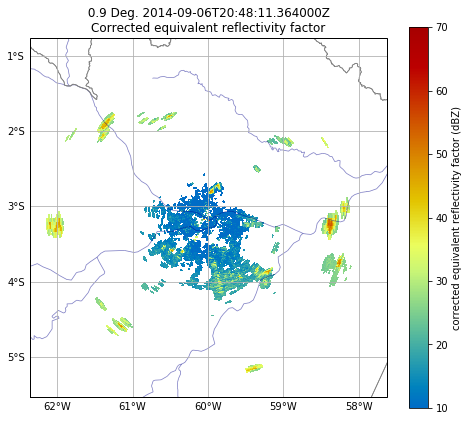 0.9 Deg. 2014-09-06T20:48:11.364000Z
Corrected equivalent reflectivity factor
1°S
2°S
3°S
4°S
5°S
62°W 61°W 60°W 59°W 58°W
70
60
50
40
30
20
10
corrected equivalent reflectivity factor (dBZ)